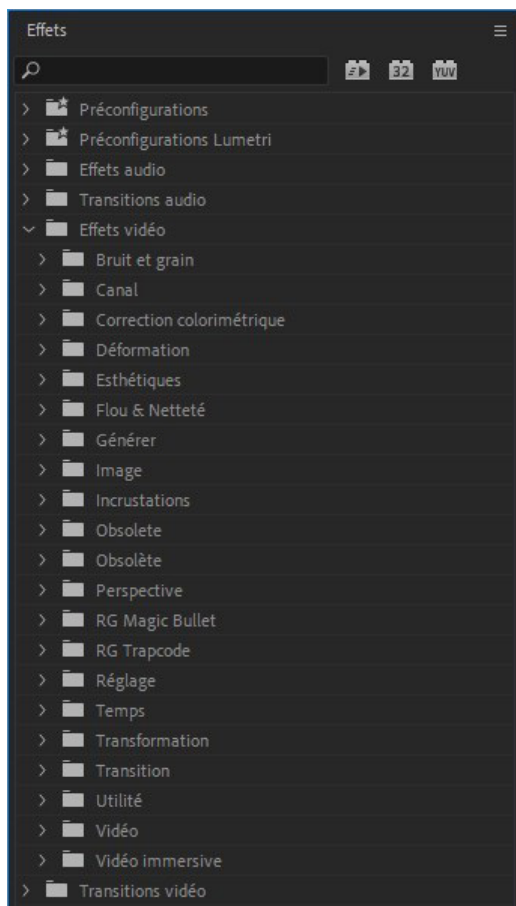 Effets
32 YUV
Préconfigurations
Préconfigurations Lumetri
Effets audio
Transitions audio
Effets vidéo
Bruit et grain
Canal
Correction colorimétrique
Déformation
Esthétiques
Flou & Netteté
Générer
Image
Incrustations
Obsolete
Obsolète
Perspective
RG Magic Bullet
RG Trapcode
Réglage
Temps
Transformation
Transition
Utilité
Vidéo
Vidéo immersive
Transitions vidéo